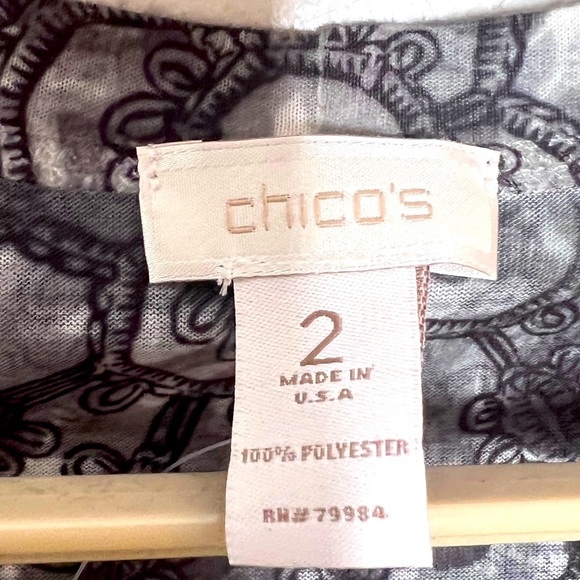 chico's
2
MADE IN
U.S.A
100% POLYESTER
RN# 79984